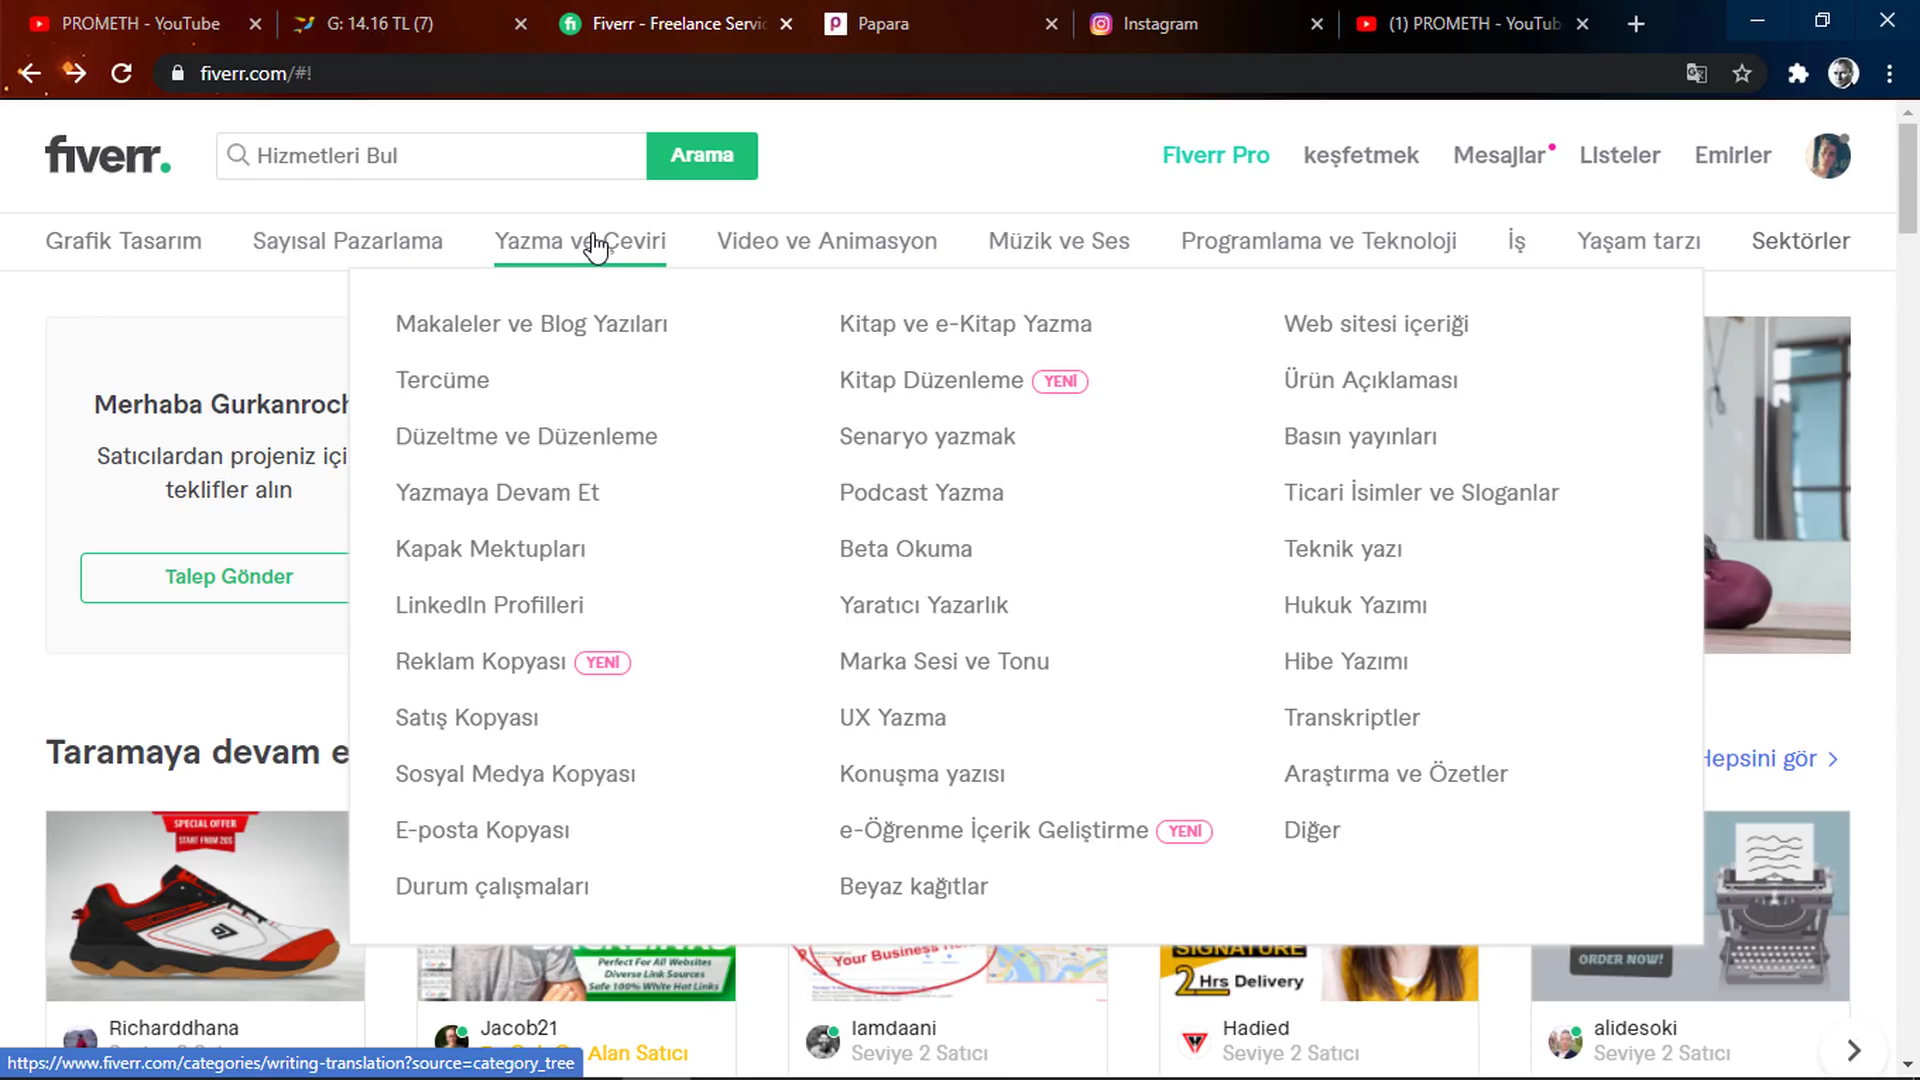 PROMETH - YouTube
G: 14.16 TL (7)
Fiverr - Freelance Servic
Papara
Instagram
(1) PROMETH - YouTub
fiverr.com/#!
fiverr.
Hizmetleri Bul
Arama
Fiverr Pro
keşfetmek
Mesajlar
Listeler
Emirler
Grafik Tasarım
Sayısal Pazarlama
Yazma ve Çeviri
Video ve Animasyon
Müzik ve Ses
Programlama ve Teknoloji
İş
Yaşam tarzı
Sektörler
Merhaba Gurkanroch
Satıcılardan projeniz içi
teklifler alın
Talep Gönder
Makaleler ve Blog Yazıları
Tercüme
Düzeltme ve Düzenleme
Yazmaya Devam Et
Kapak Mektupları
LinkedIn Profilleri
Reklam Kopyası YENİ
Satış Kopyası
Sosyal Medya Kopyası
E-posta Kopyası
Durum çalışmaları
Kitap ve e-Kitap Yazma
Kitap Düzenleme YENİ
Senaryo yazmak
Podcast Yazma
Beta Okuma
Yaratıcı Yazarlık
Marka Sesi ve Tonu
UX Yazma
Konuşma yazısı
e-Öğrenme İçerik Geliştirme YENİ
Beyaz kağıtlar
Web sitesi içeriği
Ürün Açıklaması
Basın yayınları
Ticari İsimler ve Sloganlar
Teknik yazı
Hukuk Yazımı
Hibe Yazımı
Transkriptler
Araştırma ve Özetler
Diğer
Taramaya devam e
Hepsini gör
SPECIAL OFFER
START FROM 20$
Perfect For All Websites
Diverse Link Sources
Safe 100% White Hat Links
Your Business
SIGNATURE
2 Hrs Delivery
ORDER NOW!
Richarddhana
Jacob21
Alan Satıcı
Iamdaani
Seviye 2 Satıcı
Hadied
Seviye 2 Satıcı
alidesoki
Seviye 2 Satıcı
https://www.fiverr.com/categories/writing-translation?source=category_tree